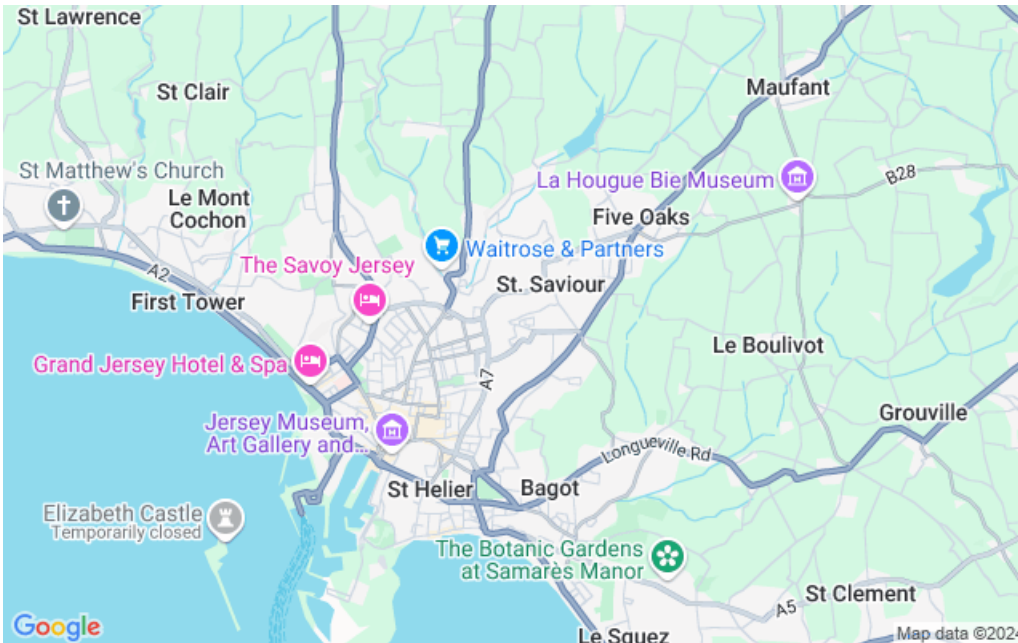 St Lawrence
St Clair
Maufant
St Matthew's Church
La Hougue Bie Museum
B28
Le Mont
Cochon
Five Oaks
Waitrose & Partners
The Savoy Jersey
A2
St. Saviour
First Tower
Le Boulivot
Grand Jersey Hotel & Spa
A7
Grouville
Jersey Museum,
Art Gallery and...
Longueville Rd
St Helier
Bagot
Elizabeth Castle
Temporarily closed
The Botanic Gardens
at Samarès Manor
St Clement
A5
Le Squez
Google
Map data ©2024